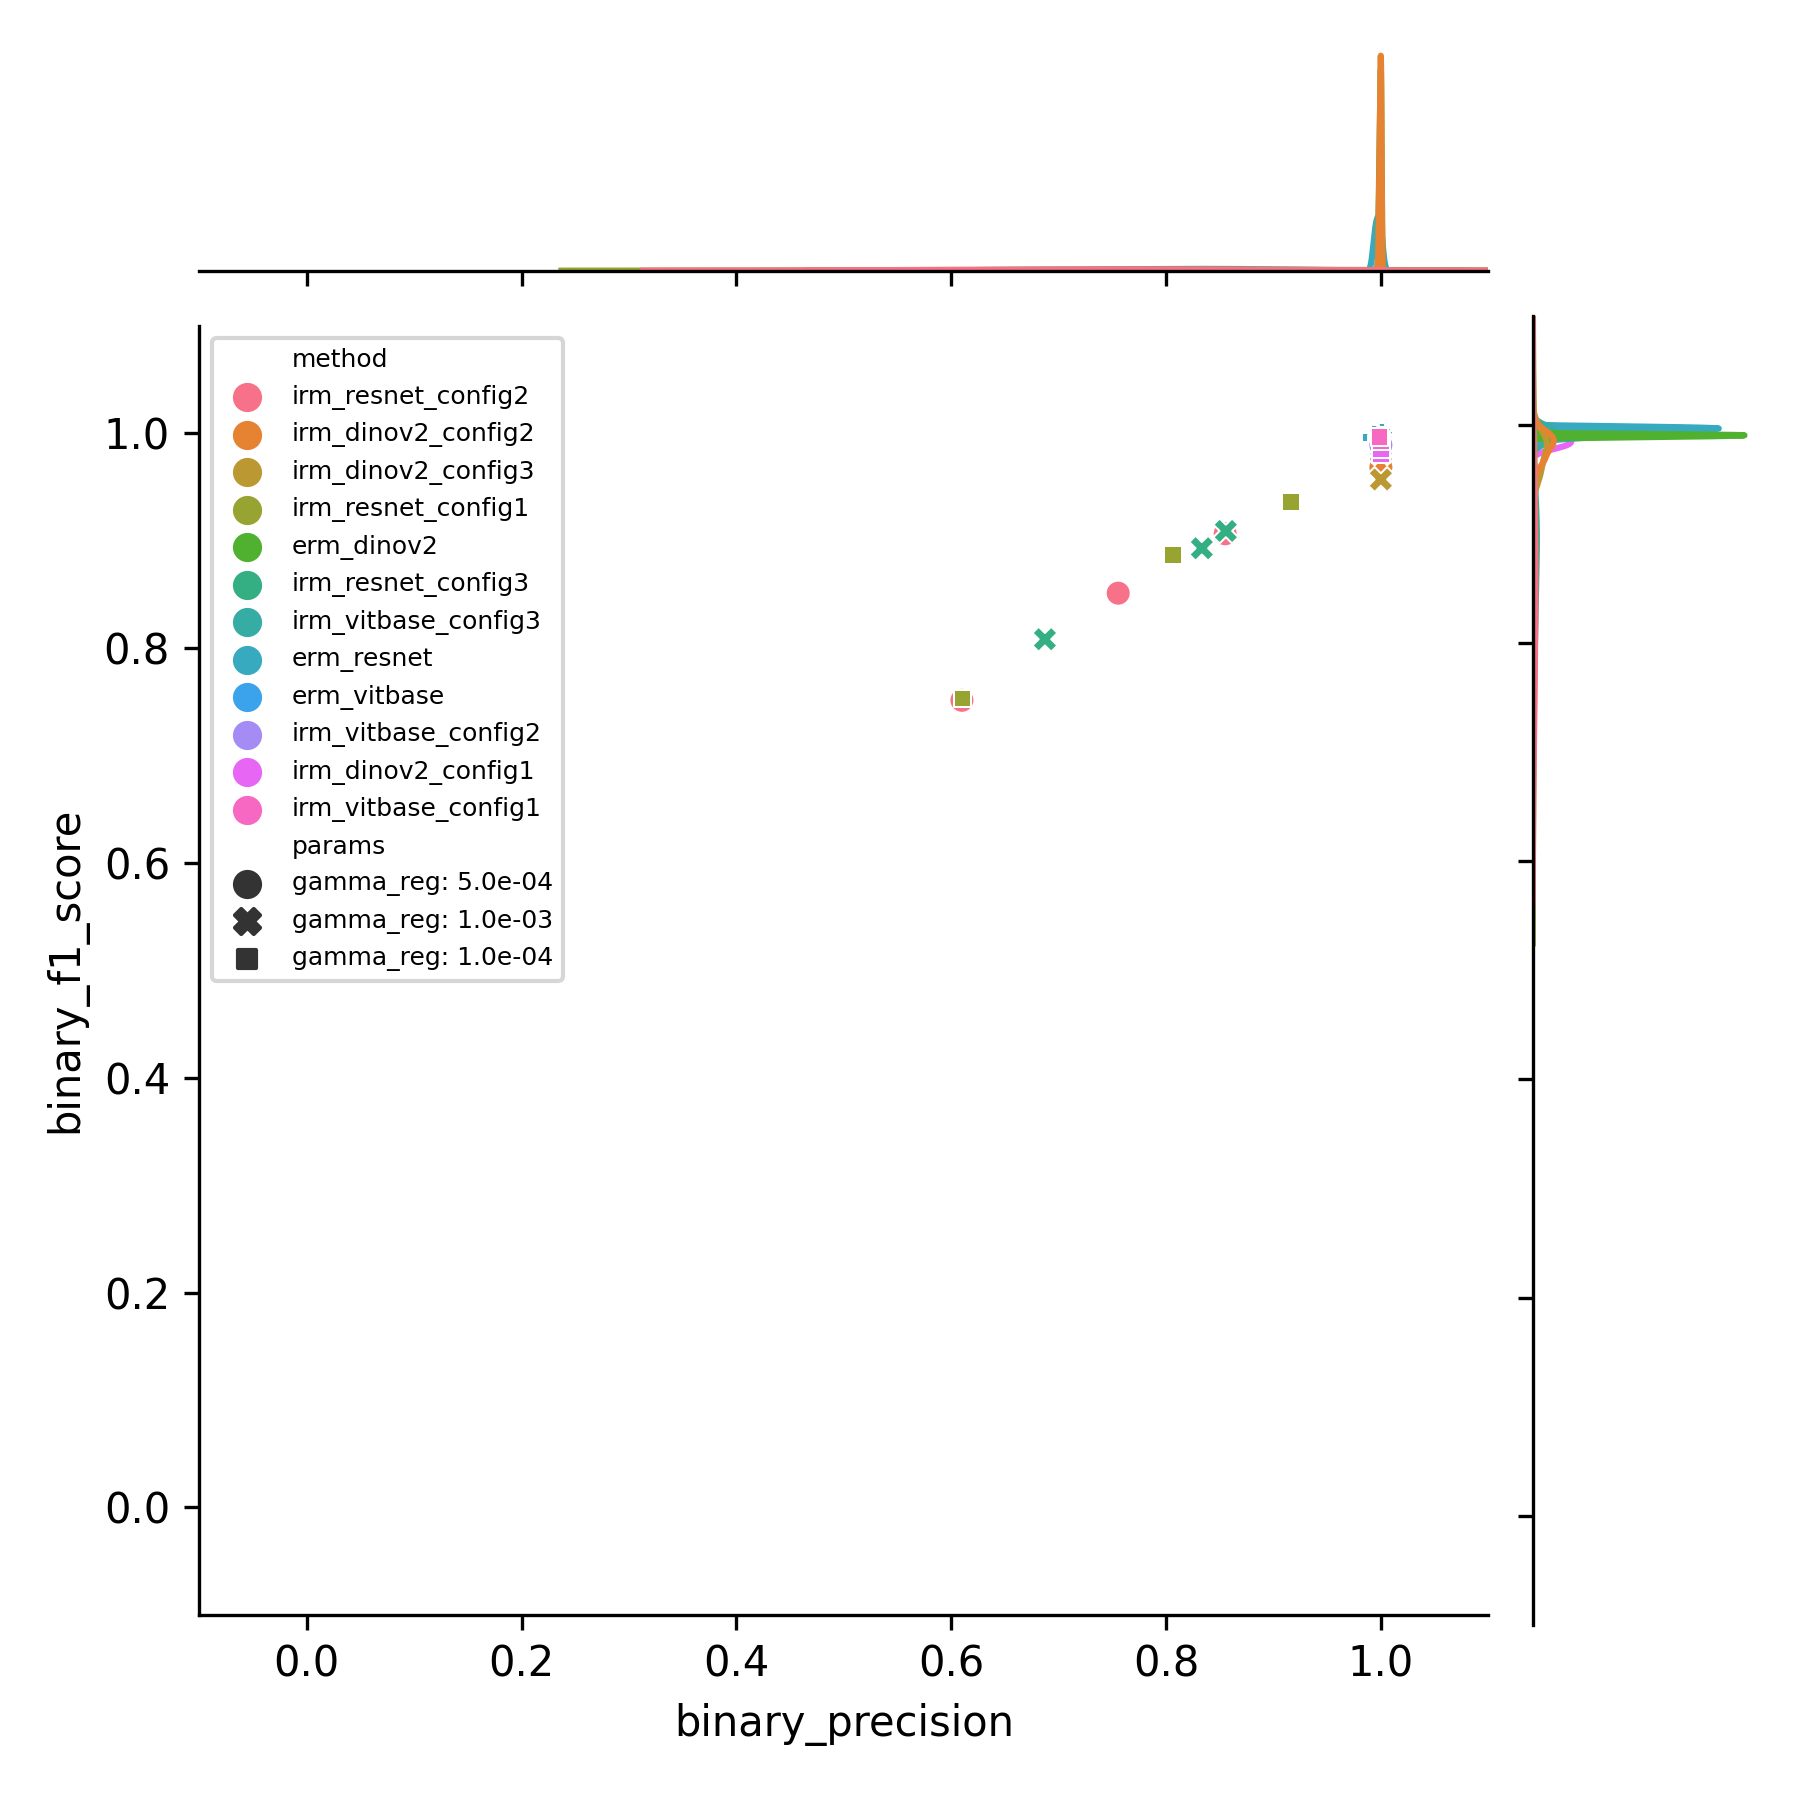 method
irm_resnet_config2
irm_dinov2_config2
irm_dinov2_config3
irm_resnet_config1
erm_dinov2
irm_resnet_config3
irm_vitbase_config3
erm_resnet
erm_vitbase
irm_vitbase_config2
irm_dinov2_config1
irm_vitbase_config1
params
gamma_reg: 5.0e-04
gamma_reg: 1.0e-03
gamma_reg: 1.0e-04
1.0
0.8
0.6
0.4
0.2
0.0
binary_f1_score
0.0 0.2 0.4 0.6 0.8 1.0
binary_precision